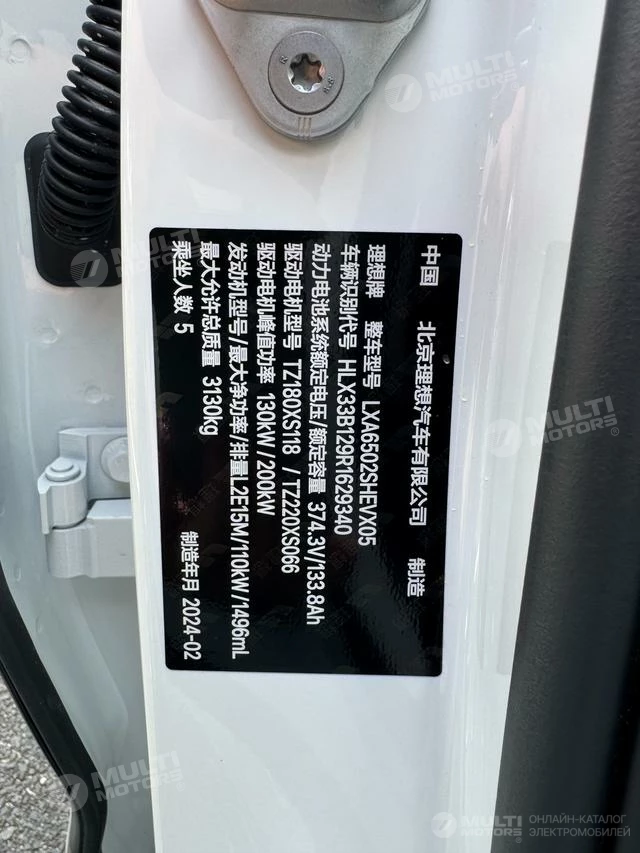 中国 北京理想汽车有限公司 制造
理想牌 整车型号 LXA6502SHEVX05
车辆识别代号 HLX33B129R1629340
动力电池系统额定电压/额定容量 374.3V/133.8Ah
驱动电机型号 TZ180XS118 / TZ220XS066
驱动电机峰值功率 130kW/200kW
发动机型号/最大净功率/排量L2E15M/110kW/1496mL
最大允许总质量 3130kg
乘坐人数 5 制造年月 2024-02
MULTI MOTORS
MULTI MOTORS
MULTI MOTORS
MULTI MOTORS
MULTI MOTORS
ОНЛАЙН-КАТАЛОГ
ЭЛЕКТРОМОБИЛЕЙ